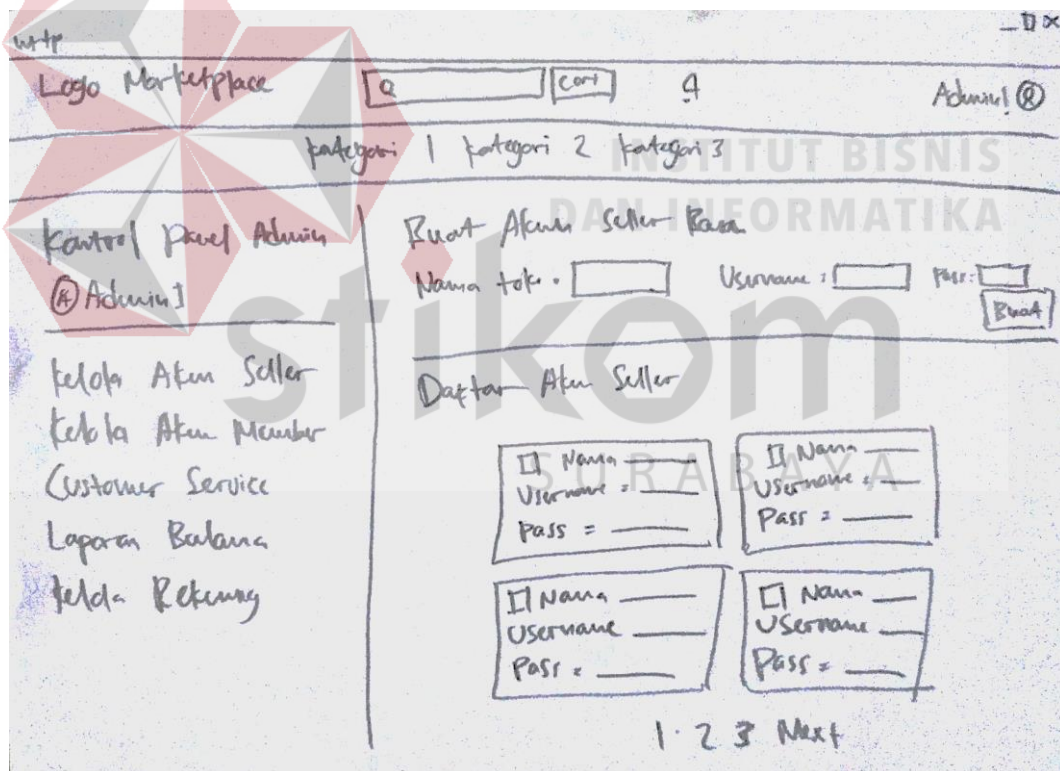 http
Logo Marketplace Cari Admin1
Kategori 1 Kategori 2 Kategori 3
INSTITUT BISNIS
DAN INFORMATIKA
stikom
SURABAYA
Kontrol Panel Admin
Admin1
Kelola Akun Seller
Kelola Akun Member
Customer Service
Laporan
Kelola Rekening
Buat Akun Seller Baru
Nama toko : Username : Pass :
Buat
Daftar Akun Seller
Nama
Username =
Pass =
Nama
Username =
Pass =
Nama
Username
Pass =
Nama
Username
Pass =
1 2 3 Next